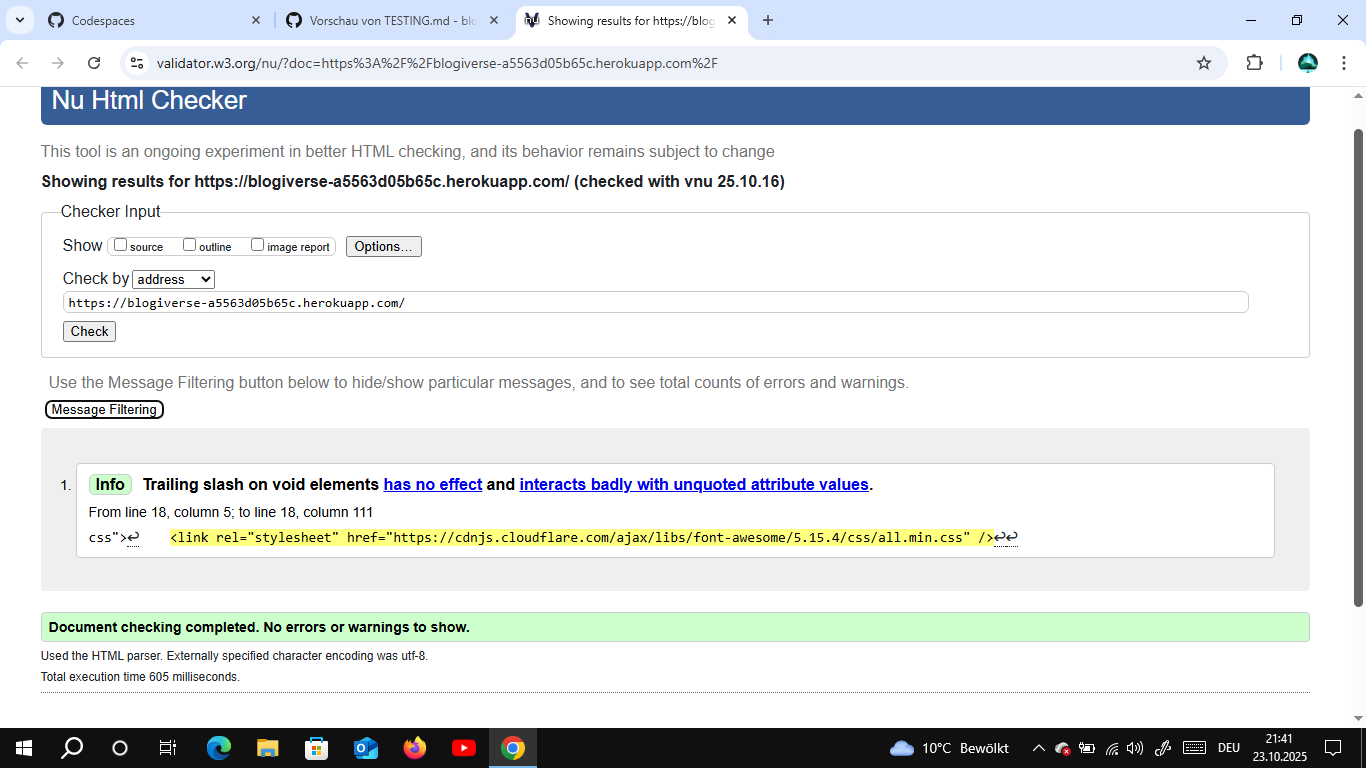 Codespaces
Vorschau von TESTING.md - blo
Showing results for https://blog
validator.w3.org/nu/?doc=https%3A%2F%2Fblogiverse-a5563d05b65c.herokuapp.com%2F
Nu Html Checker
This tool is an ongoing experiment in better HTML checking, and its behavior remains subject to change
Showing results for https://blogiverse-a5563d05b65c.herokuapp.com/ (checked with vnu 25.10.16)
Checker Input
Show source outline image report Options...
Check by address
https://blogiverse-a5563d05b65c.herokuapp.com/
Check
Use the Message Filtering button below to hide/show particular messages, and to see total counts of errors and warnings.
Message Filtering
1. Info Trailing slash on void elements has no effect and interacts badly with unquoted attribute values.
From line 18, column 5; to line 18, column 111
css">↩ <link rel="stylesheet" href="https://cdnjs.cloudflare.com/ajax/libs/font-awesome/5.15.4/css/all.min.css" />↩↩
Document checking completed. No errors or warnings to show.
Used the HTML parser. Externally specified character encoding was utf-8.
Total execution time 605 milliseconds.
10°C Bewölkt
DEU
21:41
23.10.2025